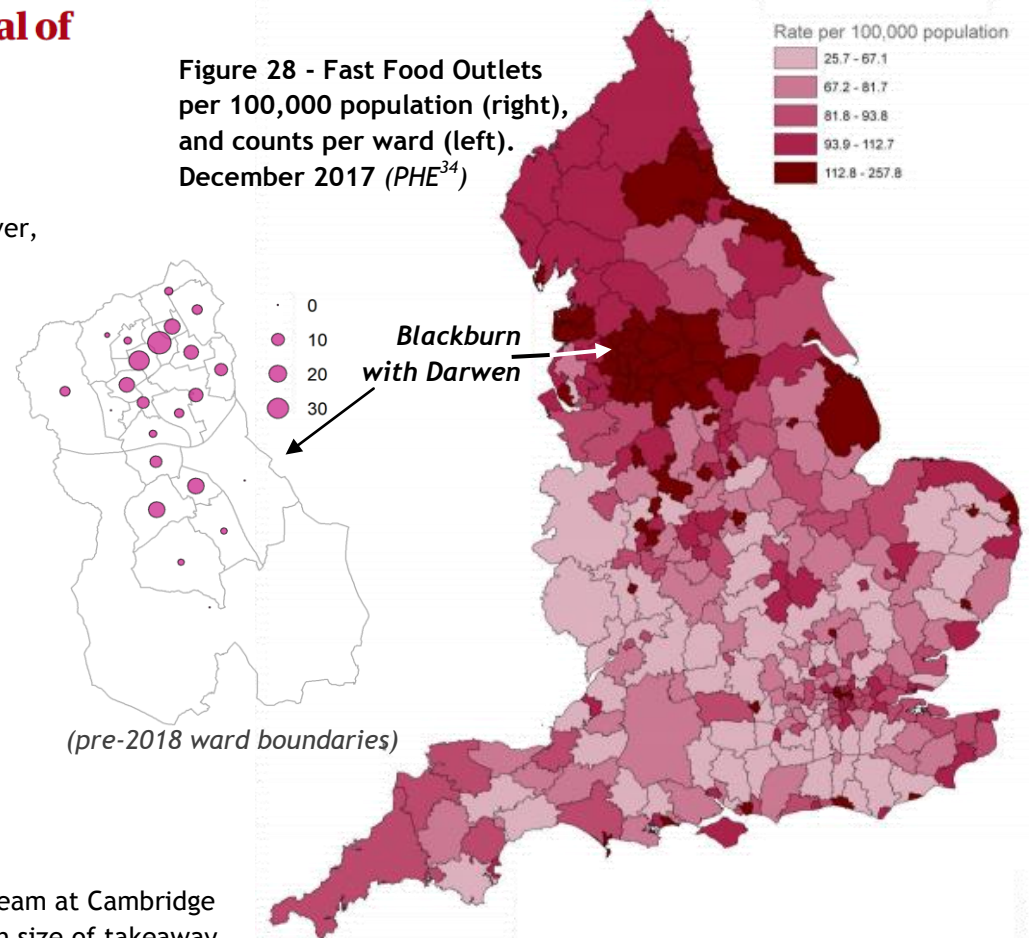 al of
Figure 28 - Fast Food Outlets
per 100,000 population (right),
and counts per ward (left).
December 2017 (PHE34)
ver,
Rate per 100,000 population
25.7 - 67.1
67.2 - 81.7
81.8 - 93.8
93.9 - 112.7
112.8 - 257.8
0
10
20
30
Blackburn
with Darwen
(pre-2018 ward boundaries)
eam at Cambridge
n size of takeaway